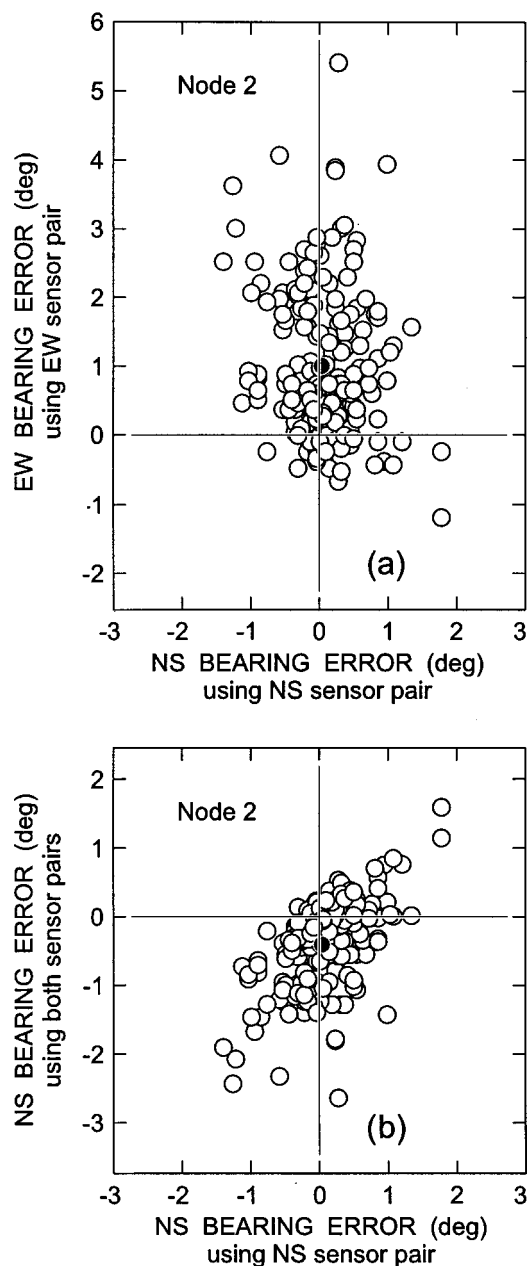 6
5
4
3
2
1
0
-1
-2
EW BEARING ERROR (deg)
using EW sensor pair
Node 2
(a)
-3 -2 -1 0 1 2 3
NS BEARING ERROR (deg)
using NS sensor pair
2
1
0
-1
-2
-3
NS BEARING ERROR (deg)
using both sensor pairs
Node 2
(b)
-3 -2 -1 0 1 2 3
NS BEARING ERROR (deg)
using NS sensor pair